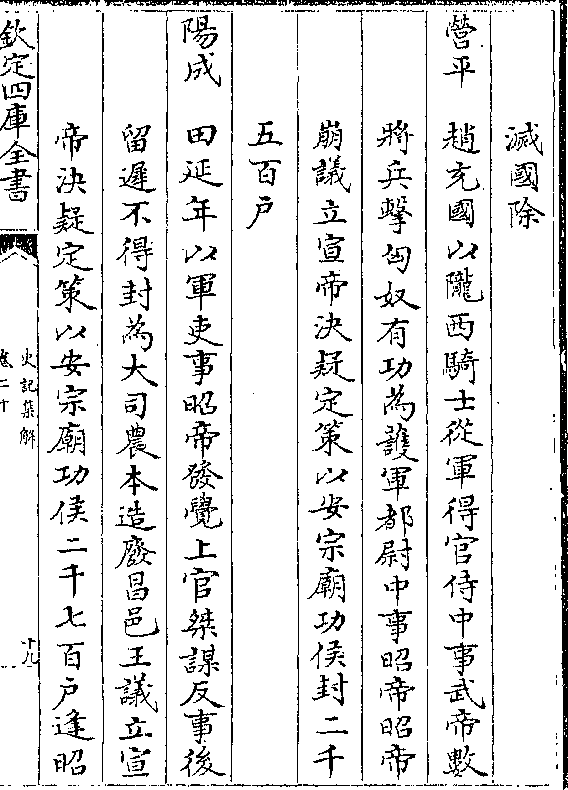 滅國除
營平　趙充國以隴西騎士從軍得官侍中事武帝數
將兵擊匈奴有功為護軍都尉中事昭帝昭帝
崩議立宣帝決疑定策以安宗廟功侯封二千
五百户
陽成　田延年以軍吏事昭帝發覺上官桀謀反事後
留遲不得封為大司農本造廢昌邑王議立宣
帝決疑定策以安宗廟功侯二千七百户逢昭
欽定四庫全書
史記集解
卷二十
十九